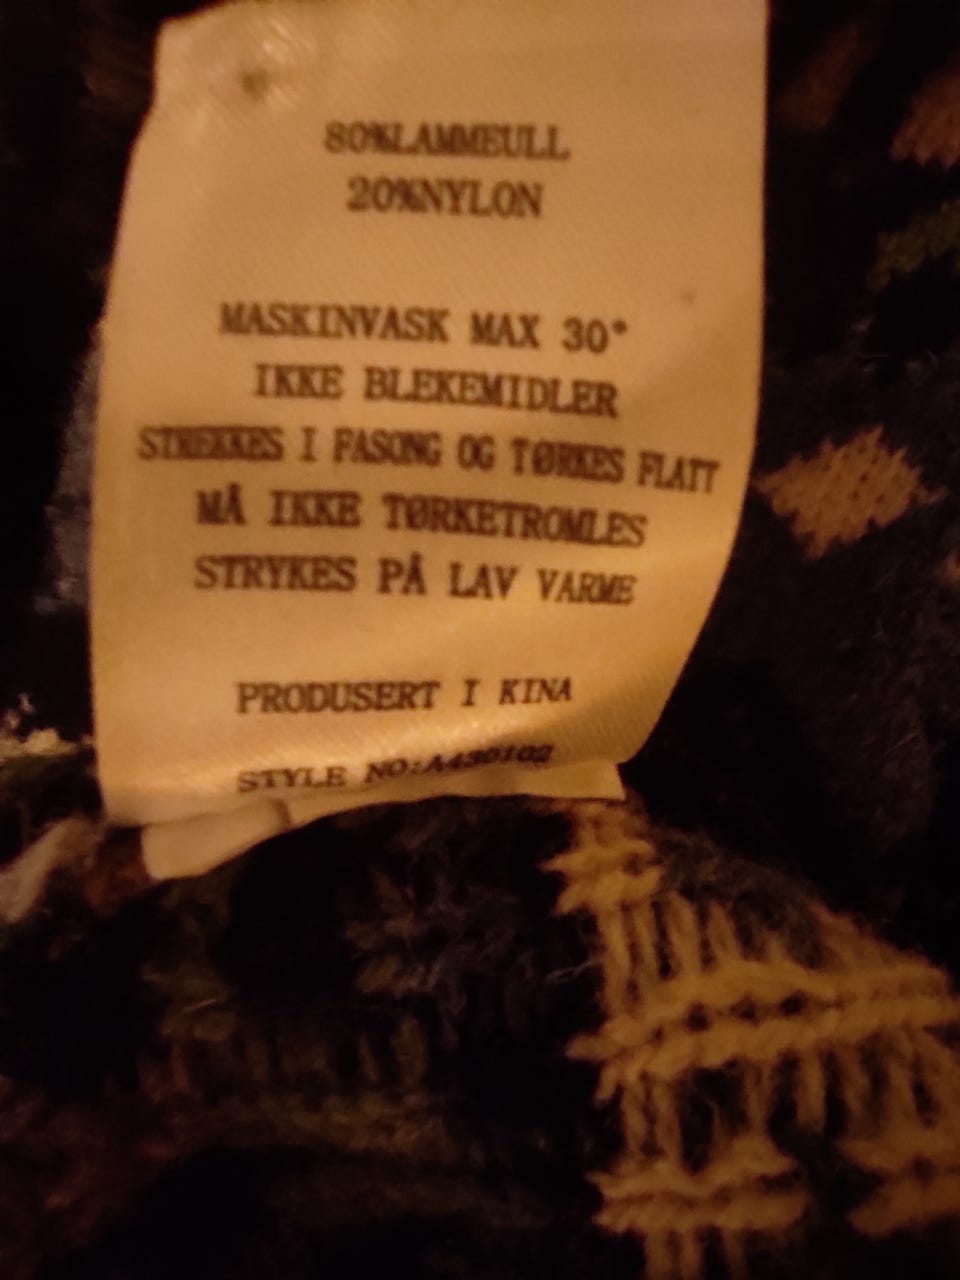 80%LAMMEULL
20%NYLON
MASKINVASK MAX 30°
IKKE BLEKEMIDLER
STREKKES I FASONG OG TØRKES FLATT
MÅ IKKE TØRKETROMLES
STRYKES PÅ LAV VARME
PRODUSERT I KINA
STYLE NO:A430102